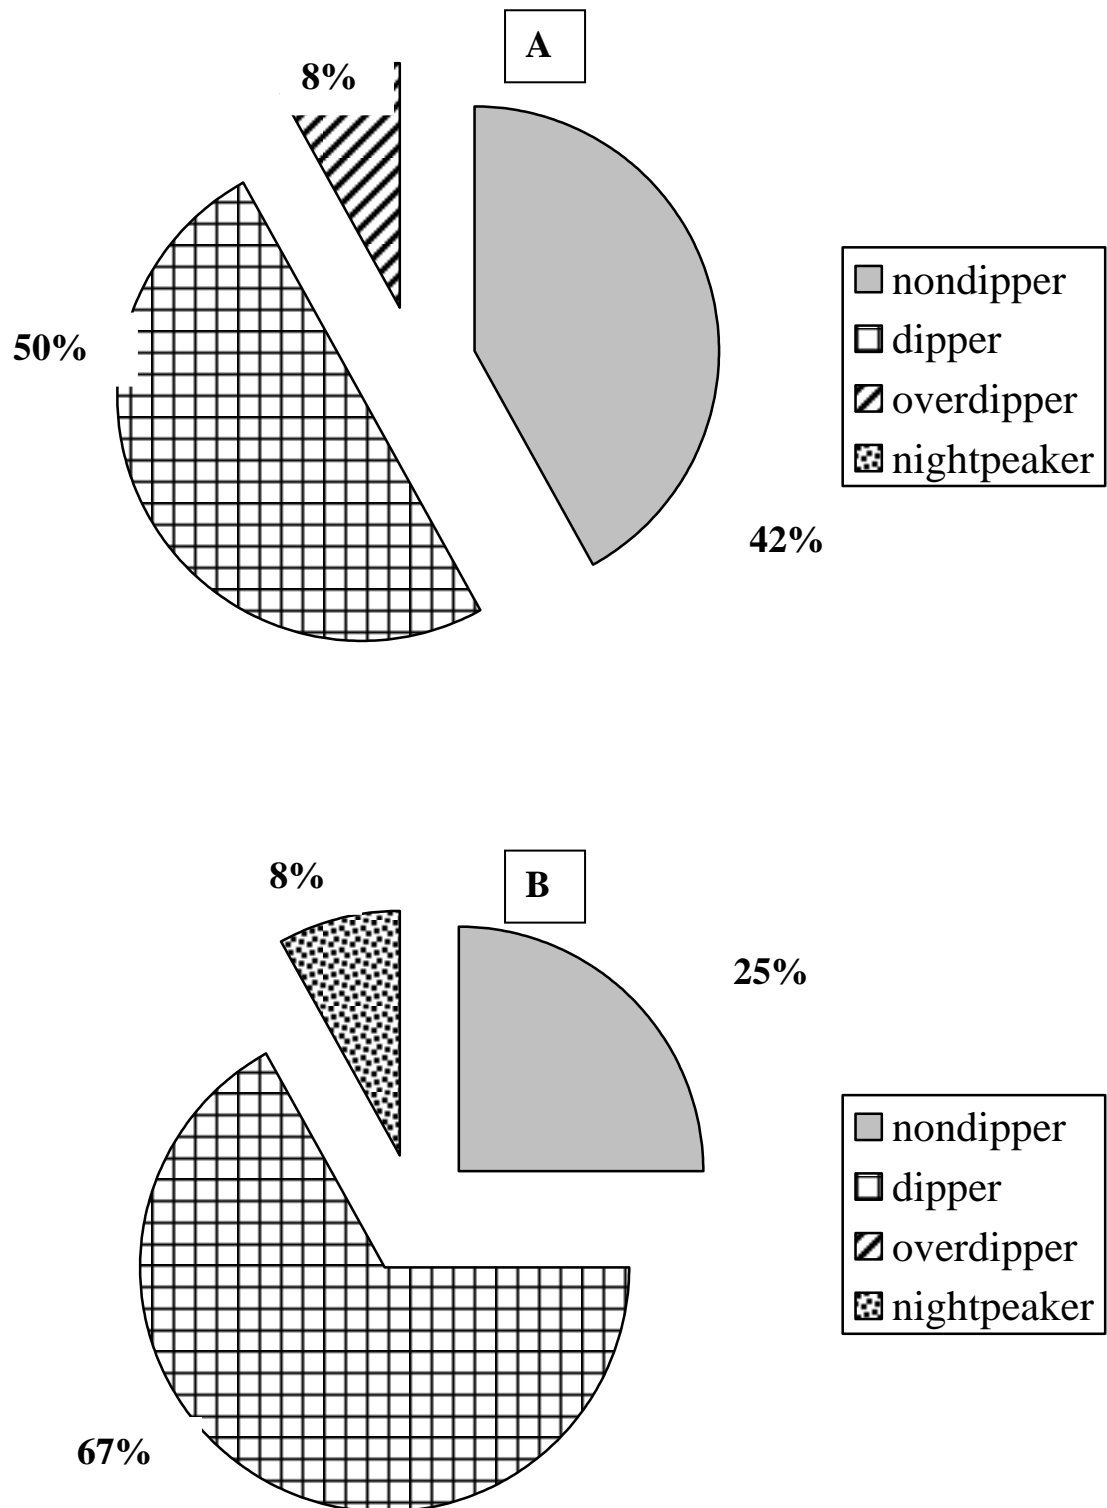 A
8%
50%
42%
nondipper
dipper
overdipper
nightpeaker
B
8%
25%
67%
nondipper
dipper
overdipper
nightpeaker